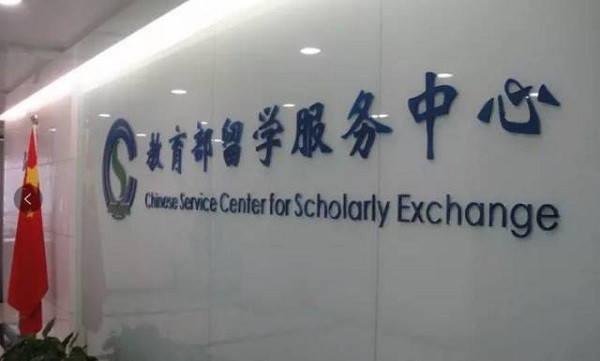 教育部留学服务中心
Chinese Service Center for Scholarly Exchange